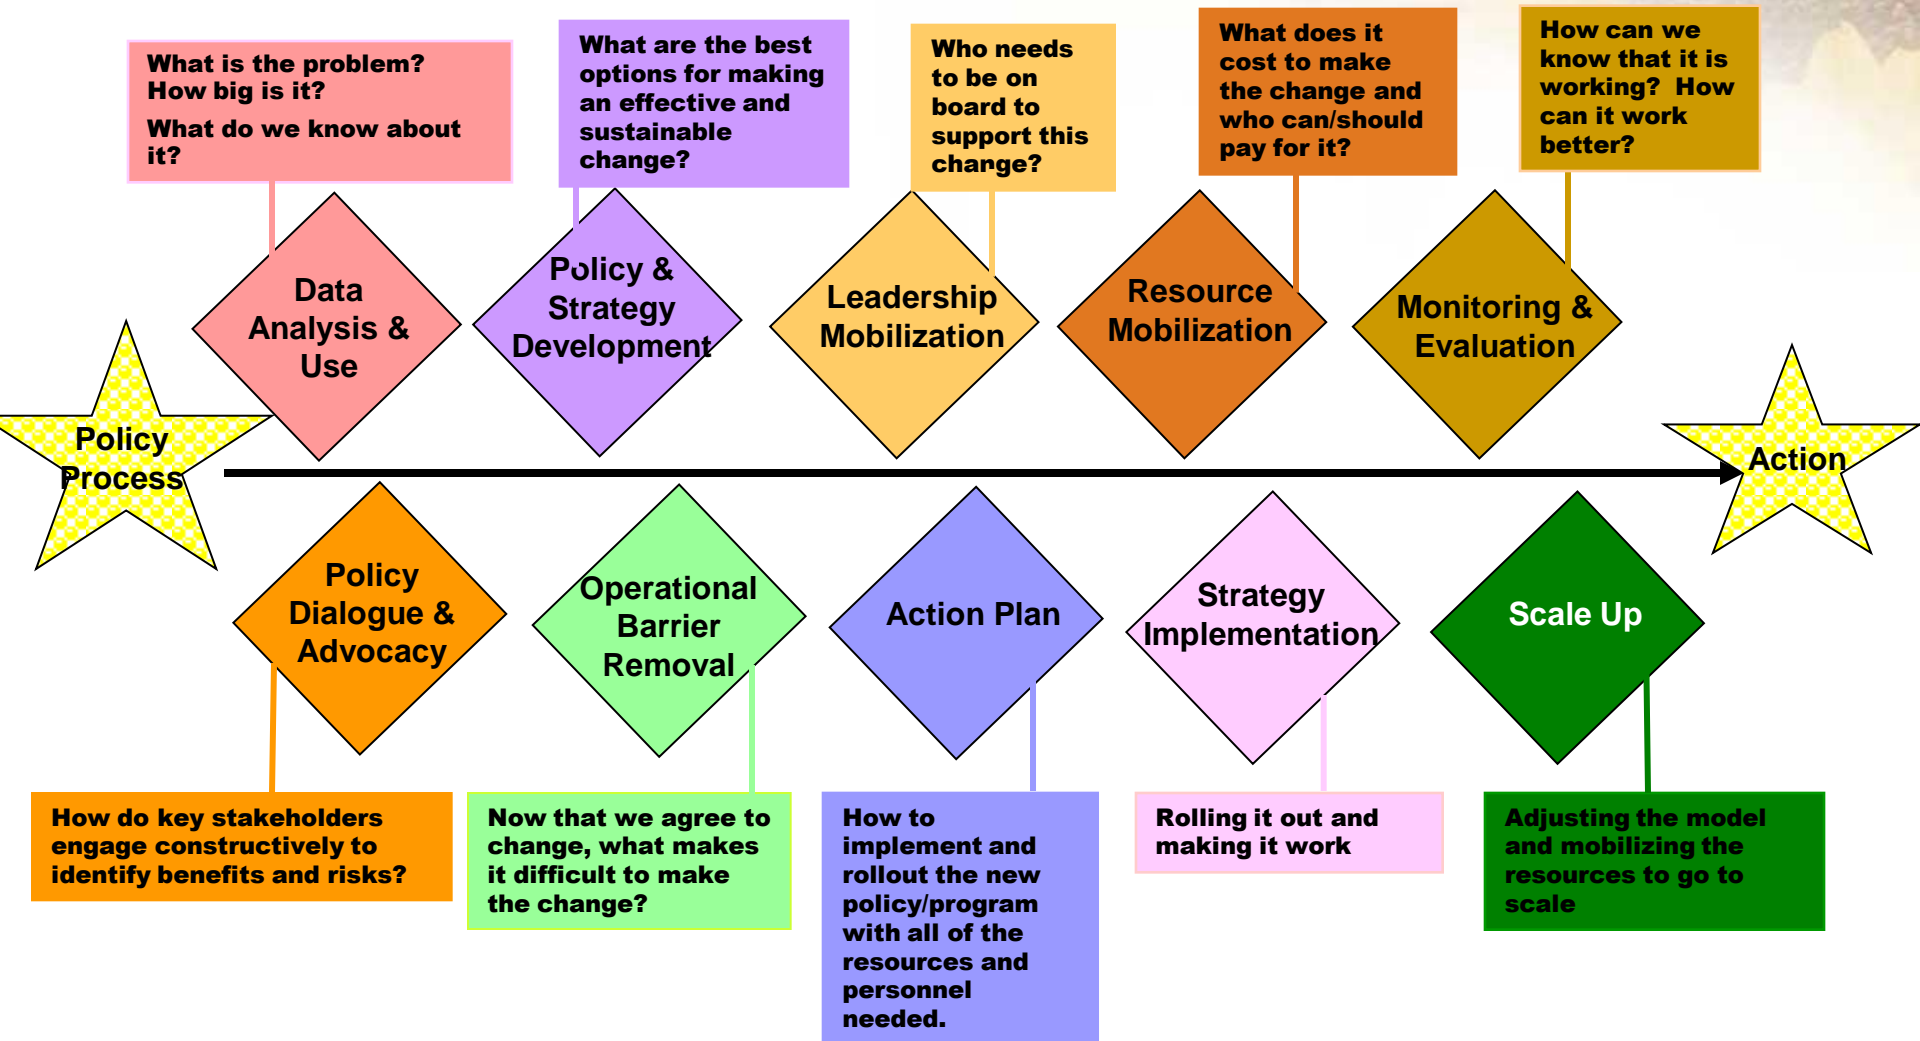 What is the problem?
How big is it?
What do we know about
it?
What are the best
options for making
an effective and
sustainable
change?
Who needs
to be on
board to
support this
change?
What does it
cost to make
the change and
who can/should
pay for it?
How can we
know that it is
working?  How
can it work
better?
Data
Analysis &
Use
Policy &
Strategy
Development
Leadership
Mobilization
Resource
Mobilization
Monitoring &
Evaluation
Policy
Process
Action
Policy
Dialogue &
Advocacy
Operational
Barrier
Removal
Action Plan
Strategy
Implementation
Scale Up
How do key stakeholders
engage constructively to
identify benefits and risks?
Now that we agree to
change, what makes
it difficult to make
the change?
How to
implement and
rollout the new
policy/program
with all of the
resources and
personnel
needed.
Rolling it out and
making it work
Adjusting the model
and mobilizing the
resources to go to
scale